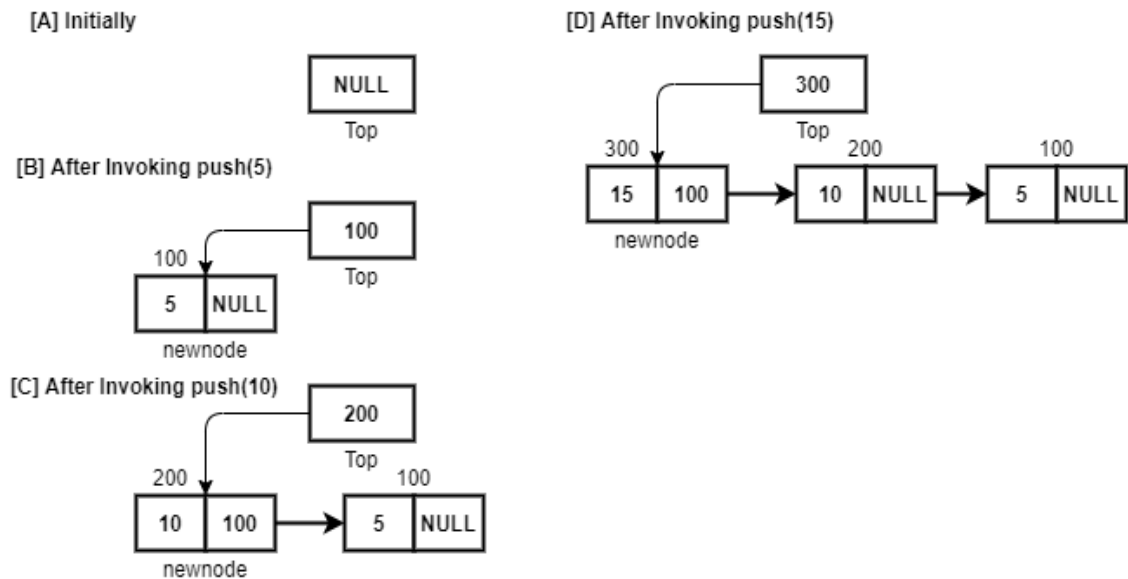 [A] Initially
NULL
Top
[B] After Invoking push(5)
100
Top
100
5 NULL
newnode
[C] After Invoking push(10)
200
Top
200 100
10 100 5 NULL
newnode
[D] After Invoking push(15)
300
Top
300 200 100
15 100 10 NULL 5 NULL
newnode